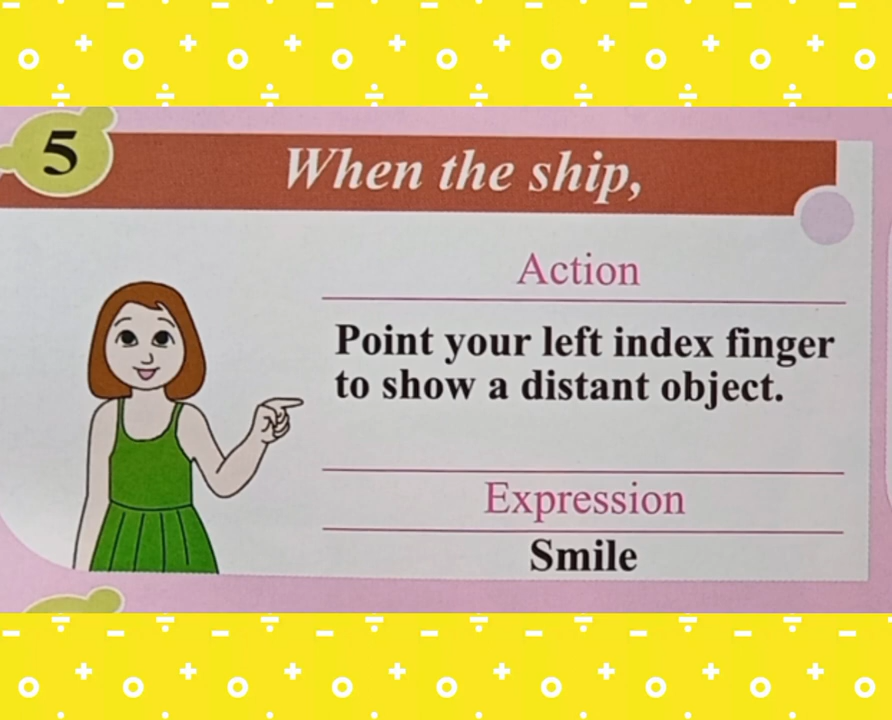 5
When the ship,
Action
Point your left index finger
to show a distant object.
Expression
Smile